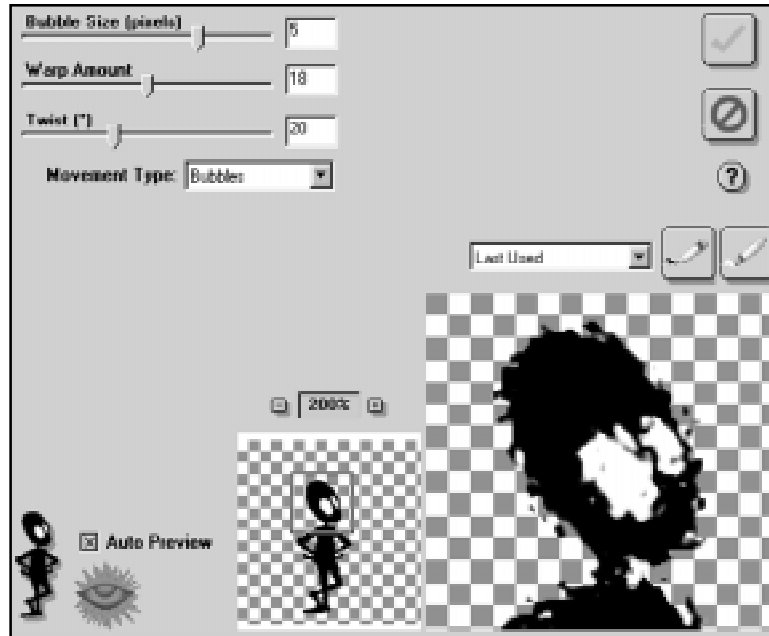 Bubble Size (pixels)
5
Warp Amount
18
Twist (°)
20
Movement Type: Bubbles
?
Last Used
200%
Auto Preview